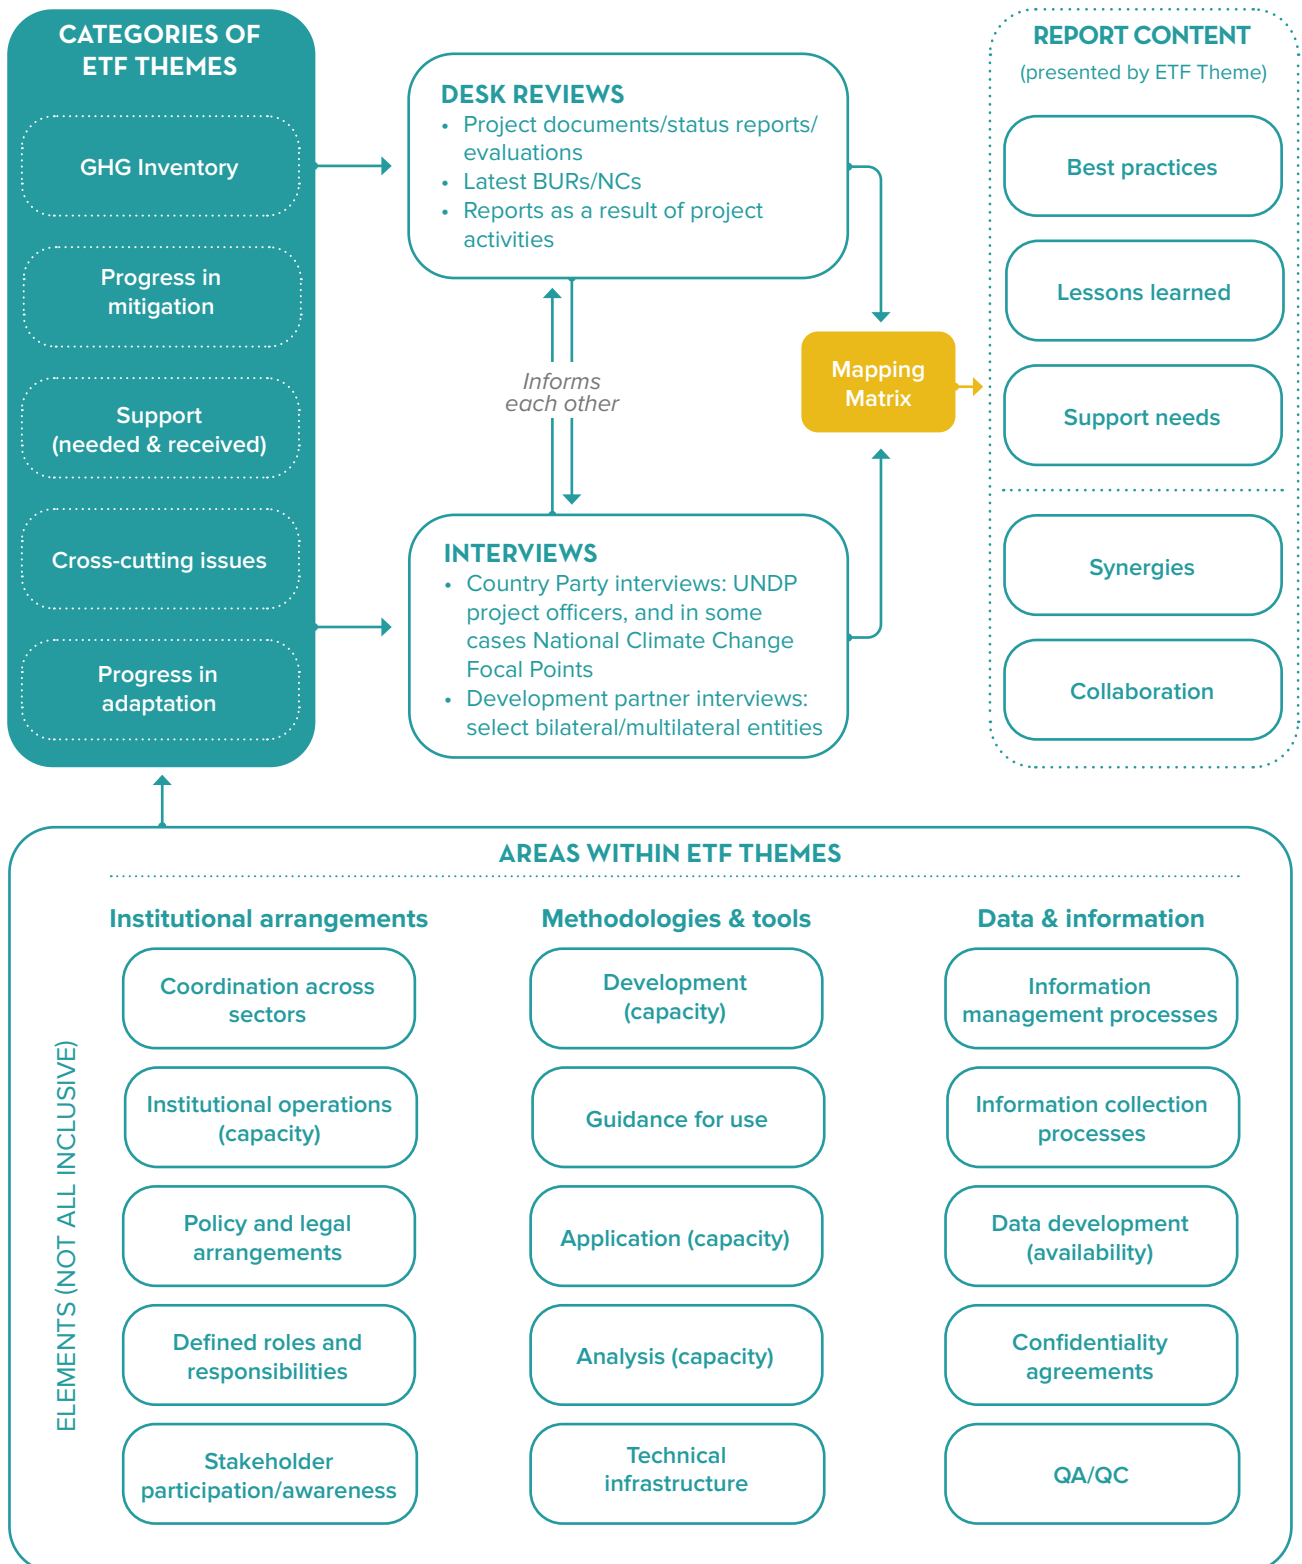 CATEGORIES OF
ETF THEMES
GHG Inventory
Progress in
mitigation
Support
(needed & received)
Cross-cutting issues
Progress in
adaptation
DESK REVIEWS
• Project documents/status reports/
evaluations
• Latest BURs/NCs
• Reports as a result of project
activities
Informs
each other
INTERVIEWS
• Country Party interviews: UNDP
project officers, and in some
cases National Climate Change
Focal Points
• Development partner interviews:
select bilateral/multilateral entities
Mapping
Matrix
REPORT CONTENT
(presented by ETF Theme)
Best practices
Lessons learned
Support needs
Synergies
Collaboration
AREAS WITHIN ETF THEMES
ELEMENTS (NOT ALL INCLUSIVE)
Institutional arrangements
Coordination across
sectors
Institutional operations
(capacity)
Policy and legal
arrangements
Defined roles and
responsibilities
Stakeholder
participation/awareness
Methodologies & tools
Development
(capacity)
Guidance for use
Application (capacity)
Analysis (capacity)
Technical
infrastructure
Data & information
Information
management processes
Information collection
processes
Data development
(availability)
Confidentiality
agreements
QA/QC